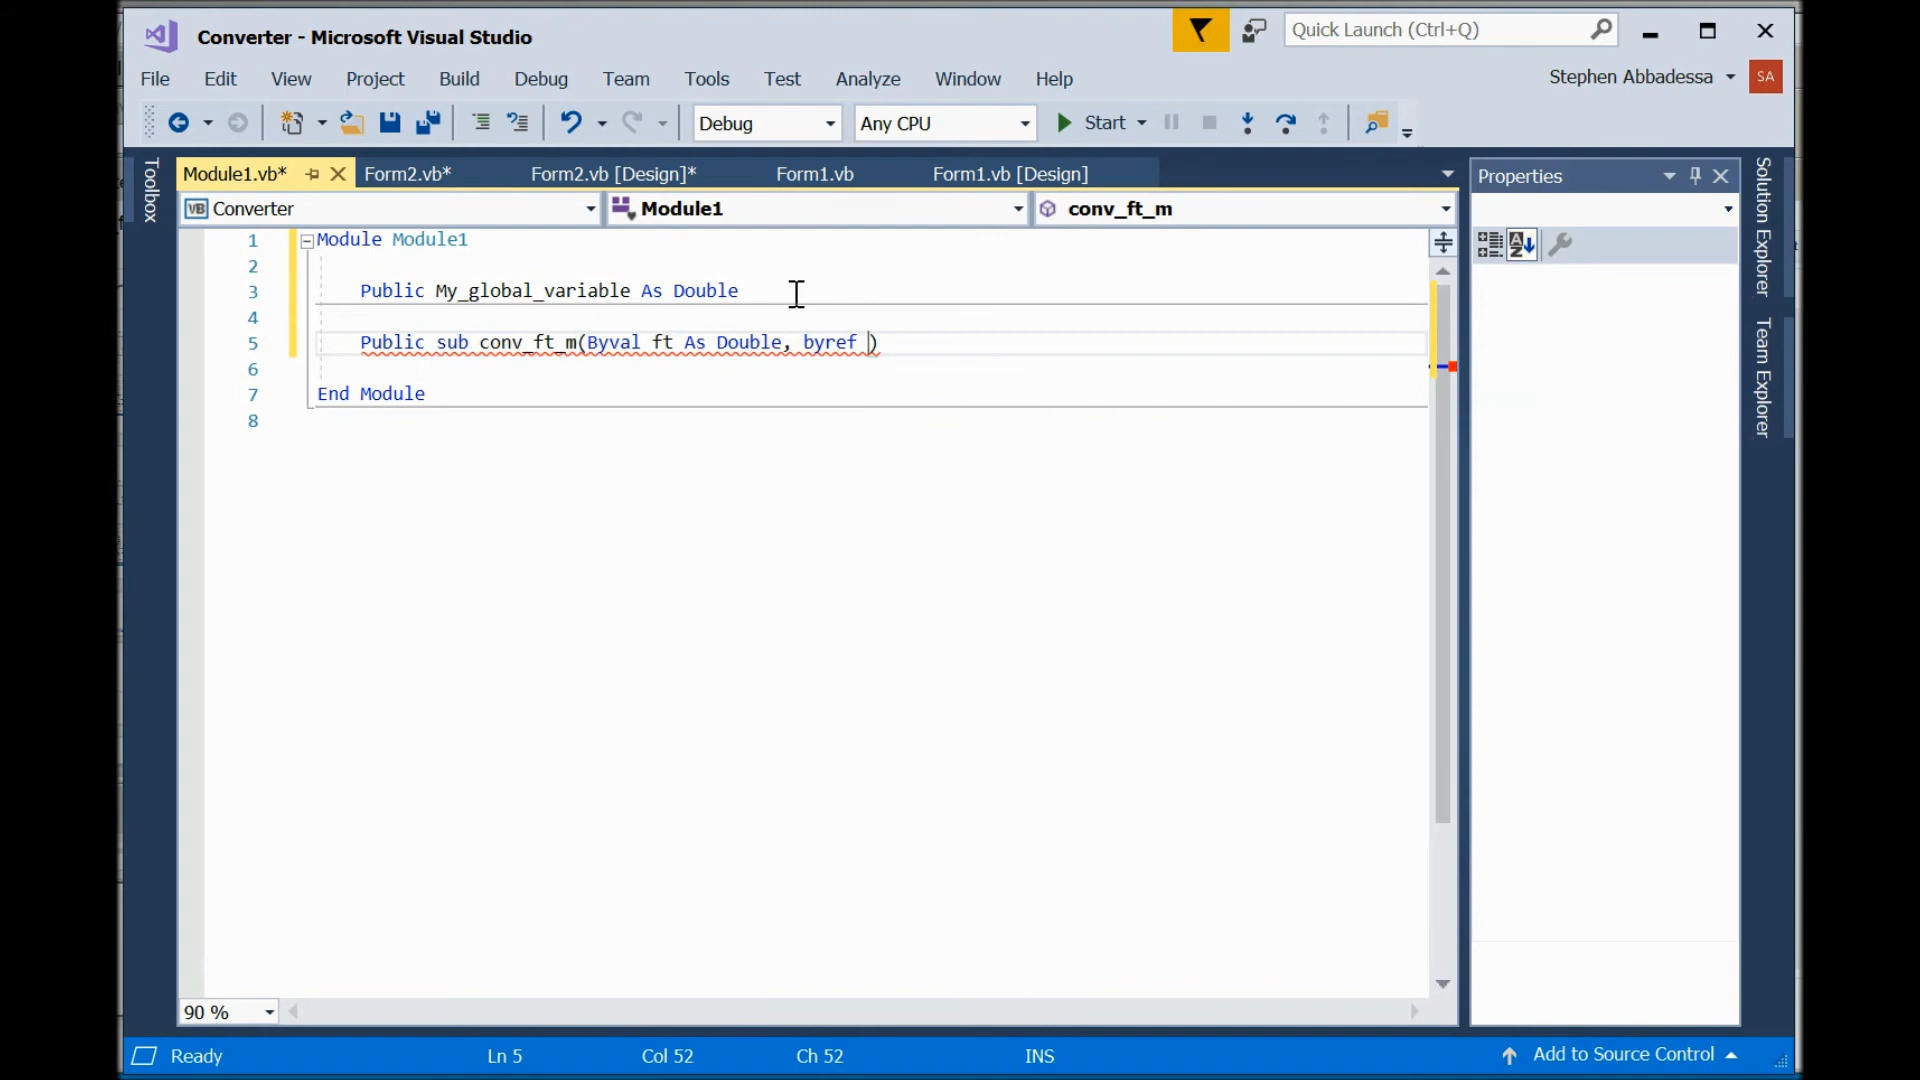 Converter - Microsoft Visual Studio
Quick Launch (Ctrl+Q)
File Edit View Project Build Debug Team Tools Test Analyze Window Help
Stephen Abbadessa SA
Debug Any CPU Start
Toolbox
Module1.vb* Form2.vb* Form2.vb [Design]* Form1.vb Form1.vb [Design]
Properties
Solution Explorer
Team Explorer
VB Converter Module1 conv_ft_m
1 Module Module1
2
3 Public My_global_variable As Double
4
5 Public sub conv_ft_m(Byval ft As Double, byref )
6
7 End Module
8
90 %
Ready Ln 5 Col 52 Ch 52 INS Add to Source Control